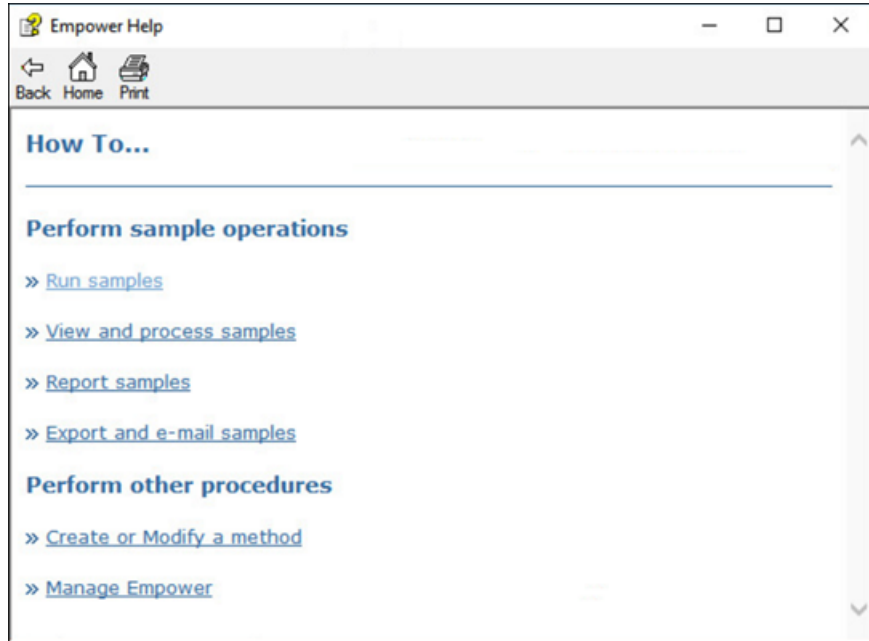 Empower Help
Back Home Print
How To...
Perform sample operations
» Run samples
» View and process samples
» Report samples
» Export and e-mail samples
Perform other procedures
» Create or Modify a method
» Manage Empower